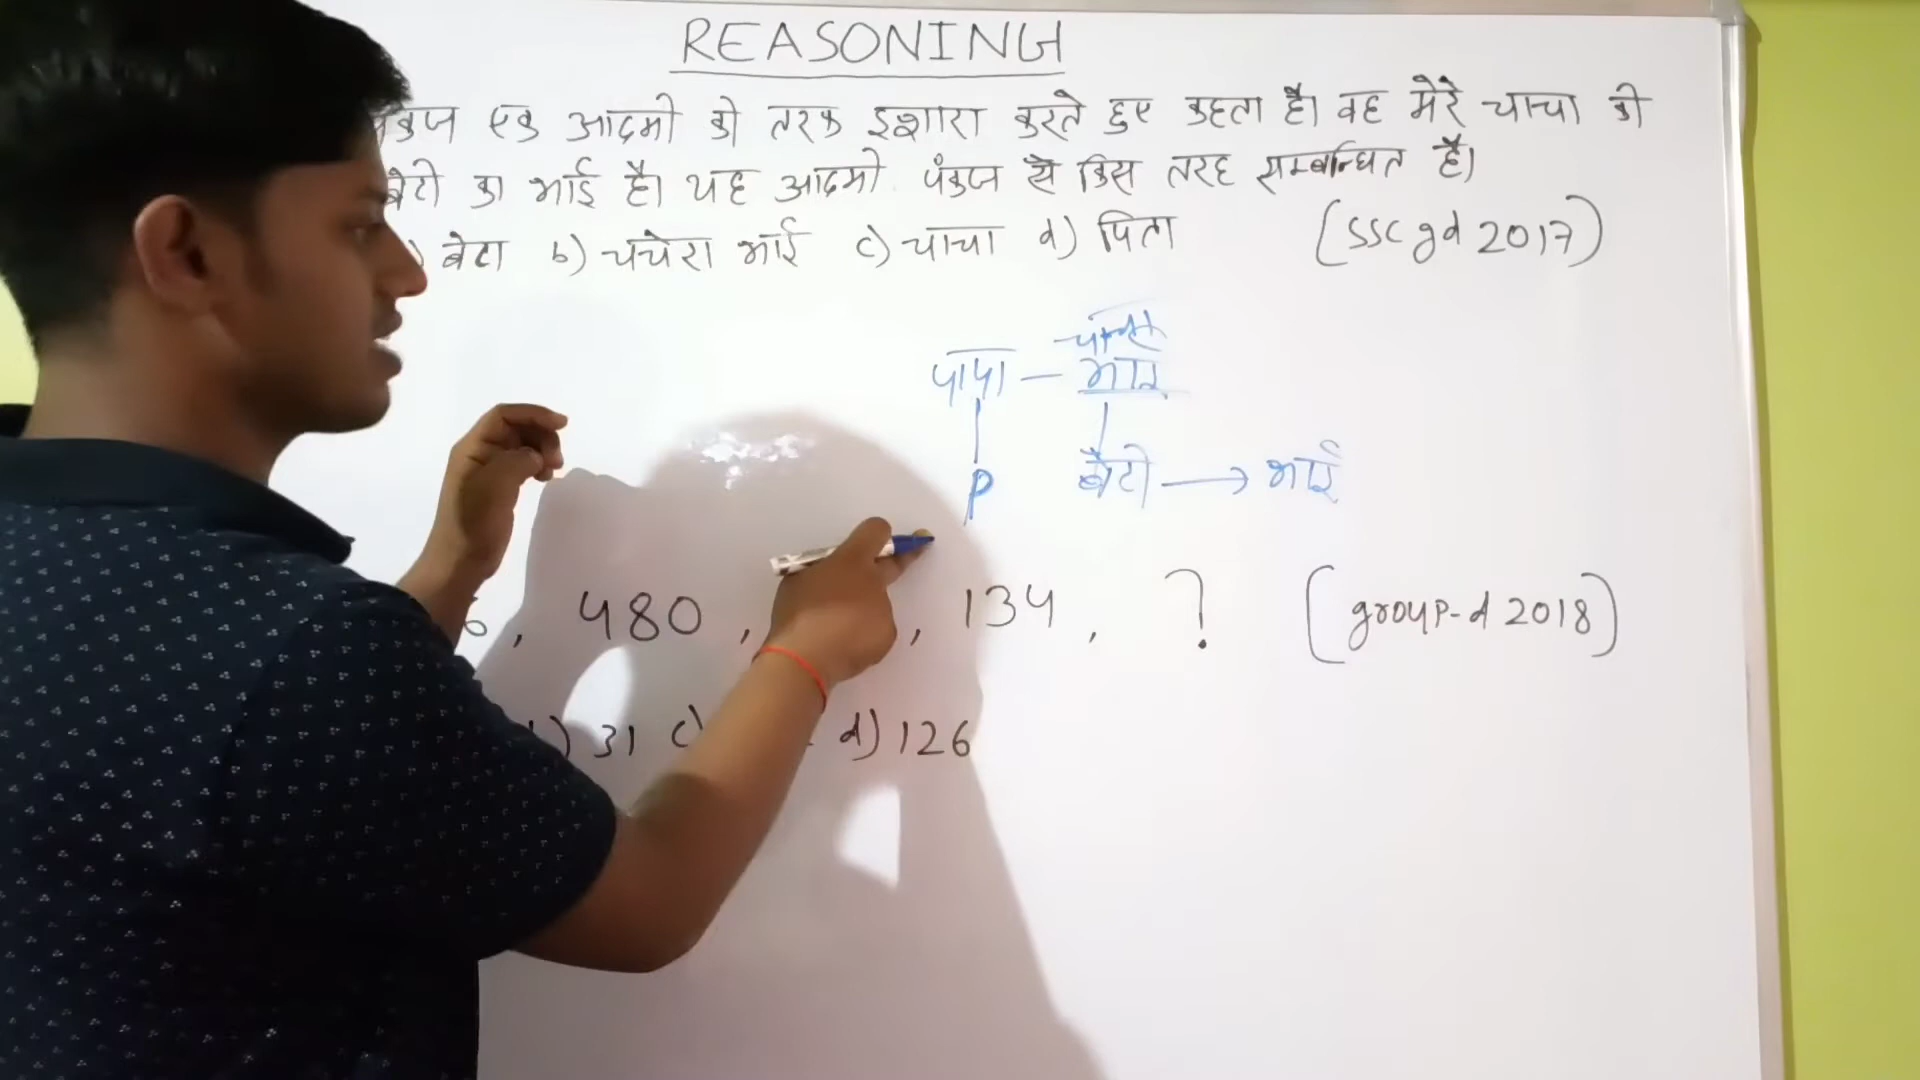 REASONING
एक आदमी की तरफ इशारा करते हुए कहता है। वह मेरे चाचा की
बेटी का भाई है। यह आदमी पंकज से किस तरह सम्बन्धित है।
) बेटा b) चचेरा भाई c) चाचा d) पिता (SSC gd 2017)
चाचा
पापा — भाई
P बेटी → भाई
, 480 , , 134 , ? (group-d 2018)
) 31 c) d) 126